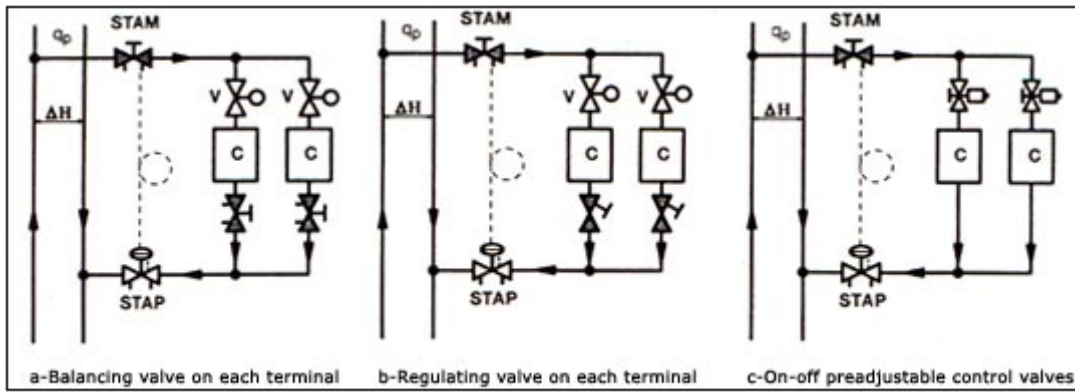 STAM
qp
V V
ΔH
C C
STAP
a-Balancing valve on each terminal
STAM
qp
V V
ΔH
C C
STAP
b-Regulating valve on each terminal
STAM
qp
ΔH
C C
STAP
c-On-off preadjustable control valves